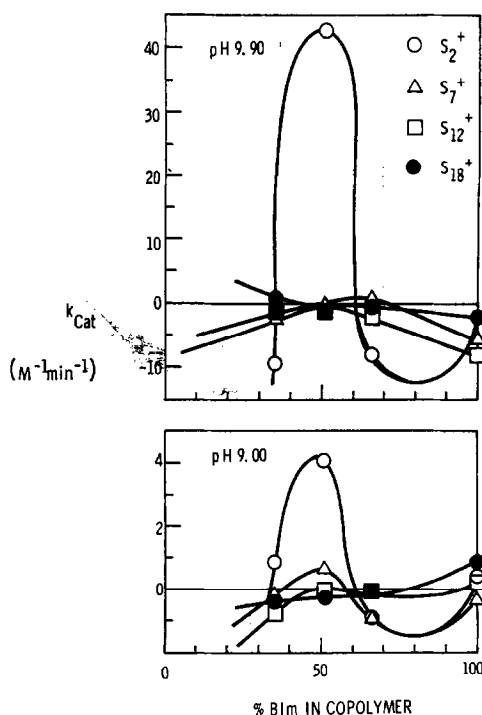 40
30
20
10
0
-10
pH 9.90
S2+
S7+
S12+
S18+
kCat
(M-1min-1)
4
2
0
pH 9.00
0
50
100
% BIm IN COPOLYMER